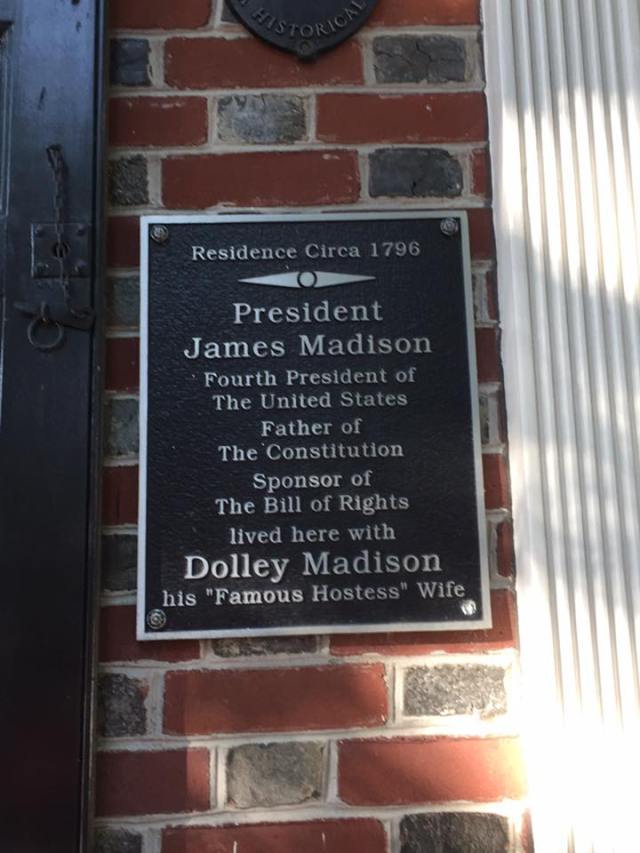 HISTORICAL
Residence Circa 1796
President
James Madison
Fourth President of
The United States
Father of
The Constitution
Sponsor of
The Bill of Rights
lived here with
Dolley Madison
his "Famous Hostess" Wife